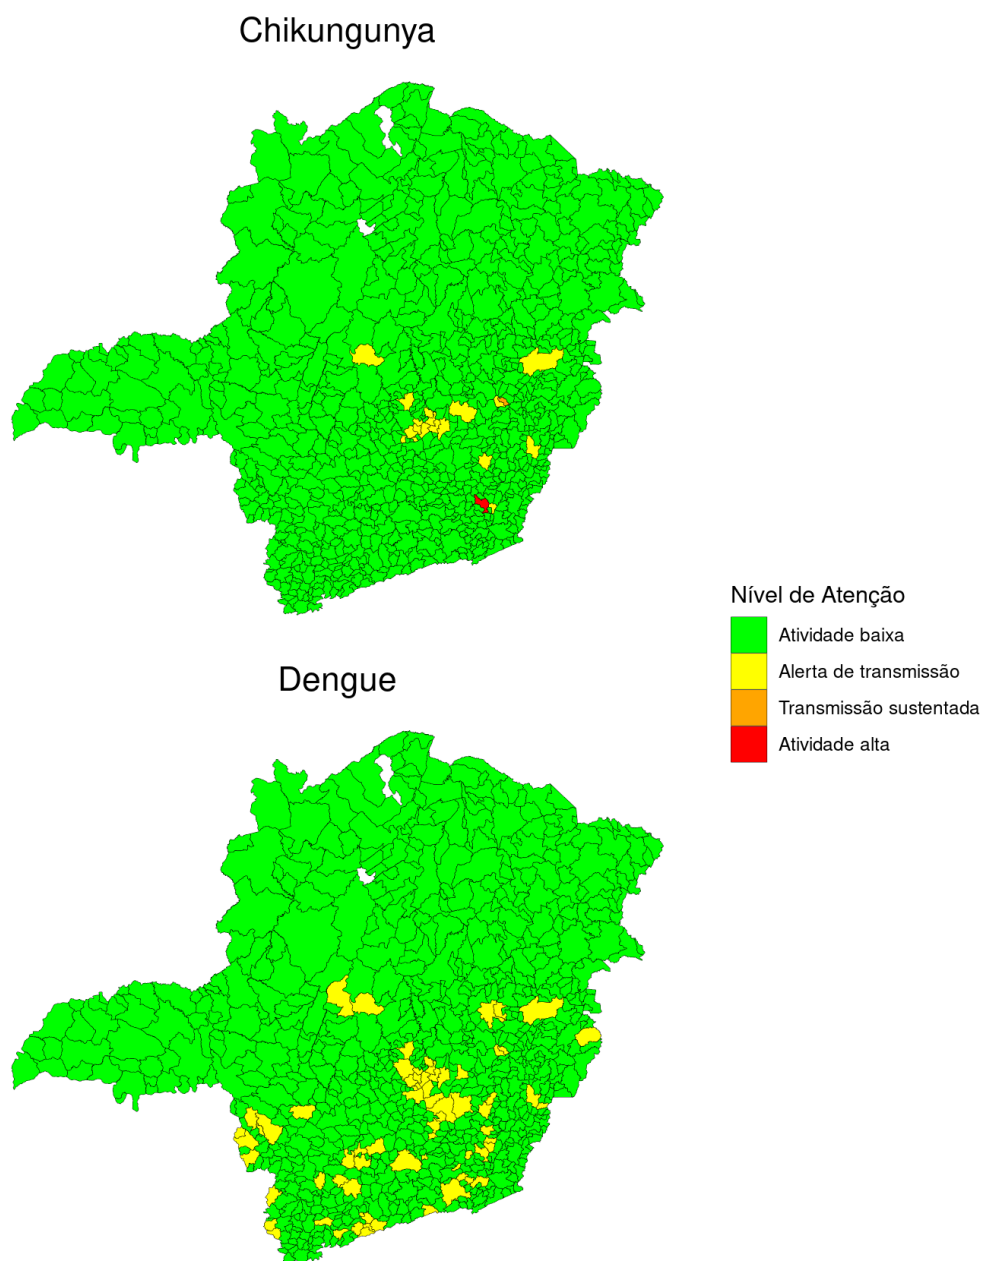 Chikungunya
Nível de Atenção
Atividade baixa
Alerta de transmissão
Transmissão sustentada
Atividade alta
Dengue